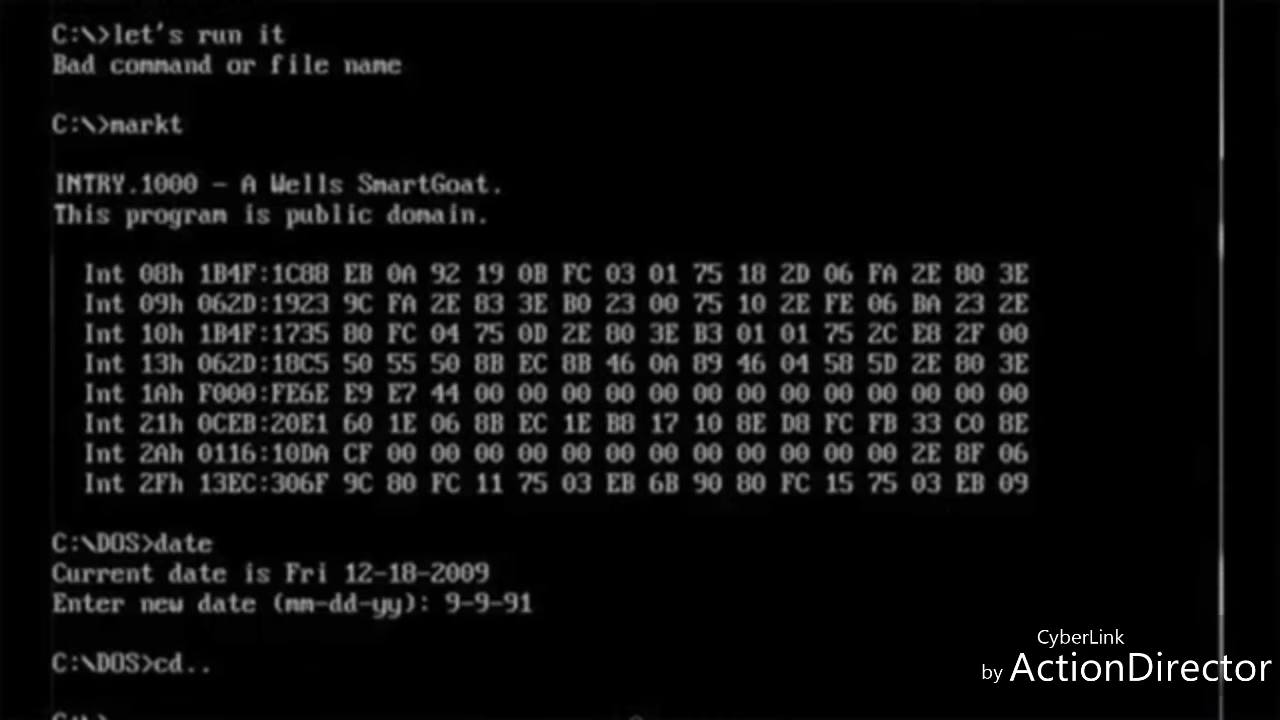 C:\>let's run it
Bad command or file name
C:\>markt
INTRY.1000 - A Wells SmartGoat.
This program is public domain.
Int 08h 1B4F:1C88 EB 0A 92 19 0B FC 03 01 75 18 2D 06 FA 2E 80 3E
Int 09h 062D:1923 9C FA 2E 83 3E B0 23 00 75 10 2E FE 06 BA 23 2E
Int 10h 1B4F:1735 80 FC 04 75 0D 2E 80 3E B3 01 01 75 2C E8 2F 00
Int 13h 062D:18C5 50 55 50 8B EC 8B 46 0A 89 46 04 58 5D 2E 80 3E
Int 1Ah F000:FE6E E9 E7 44 00 00 00 00 00 00 00 00 00 00 00 00 00
Int 21h 0CEB:20E1 60 1E 06 8B EC 1E B8 17 10 8E D8 FC FB 33 C0 8E
Int 2Ah 0116:10DA CF 00 00 00 00 00 00 00 00 00 00 00 00 2E 8F 06
Int 2Fh 13EC:306F 9C 80 FC 11 75 03 EB 6B 90 80 FC 15 75 03 EB 09
C:\DOS>date
Current date is Fri 12-18-2009
Enter new date (mm-dd-yy): 9-9-91
C:\DOS>cd..
C:\>
CyberLink
by ActionDirector